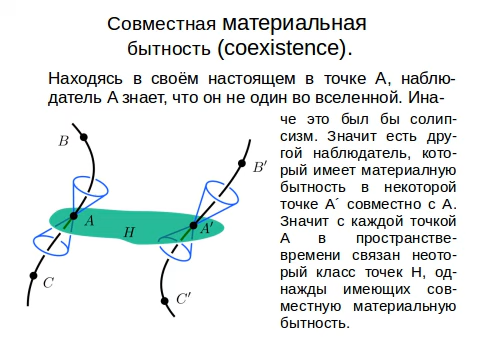 Совместная материальная
бытность (coexistence).
Находясь в своём настоящем в точке А, наблю-
датель А знает, что он не один во вселенной. Ина-
че это был бы солип-
сизм. Значит есть дру-
гой наблюдатель, кото-
рый имеет материалную
бытность в некоторой
точке А´ совместно с А.
Значит с каждой точкой
А в пространстве-
времени связан неото-
рый класс точек Н, од-
нажды имеющих сов-
местную материальную
бытность.
B
B′
A
A′
H
C
C′